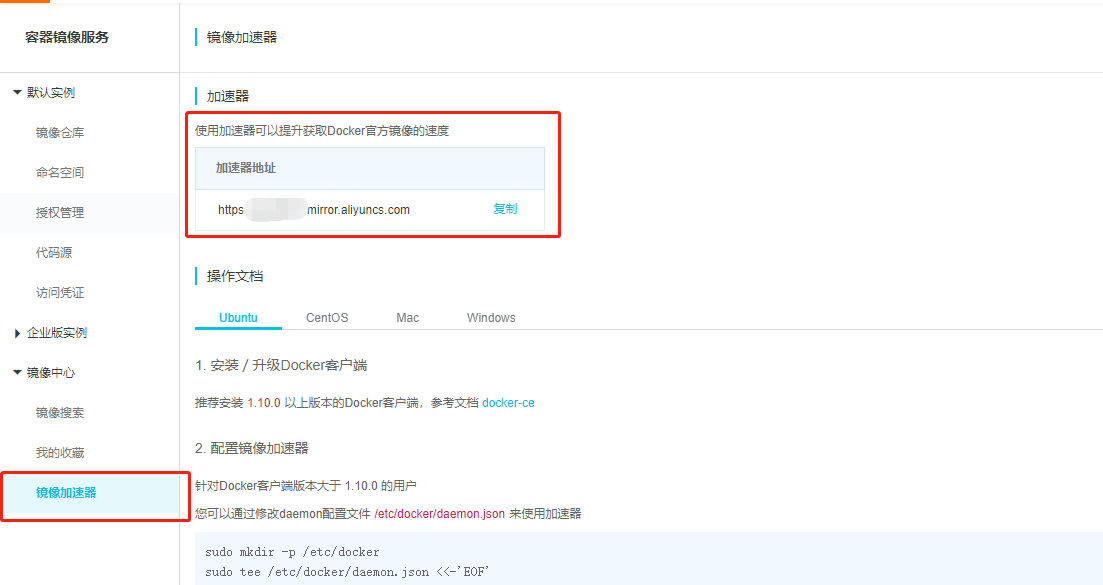 容器镜像服务
默认实例
镜像仓库
命名空间
授权管理
代码源
访问凭证
企业版实例
镜像中心
镜像搜索
我的收藏
镜像加速器
镜像加速器
加速器
使用加速器可以提升获取Docker官方镜像的速度
加速器地址
https mirror.aliyuncs.com 复制
操作文档
Ubuntu CentOS Mac Windows
1. 安装 / 升级Docker客户端
推荐安装 1.10.0 以上版本的Docker客户端，参考文档 docker-ce
2. 配置镜像加速器
针对Docker客户端版本大于 1.10.0 的用户
您可以通过修改daemon配置文件 /etc/docker/daemon.json 来使用加速器
sudo mkdir -p /etc/docker
sudo tee /etc/docker/daemon.json <<-'EOF'